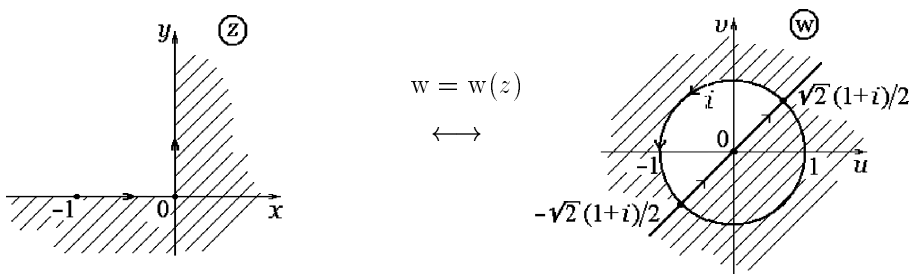 y
z
-1
0
x
w = w(z)
⟷
v
w
i
√2 (1+i)/2
0
-1
1
u
-√2 (1+i)/2